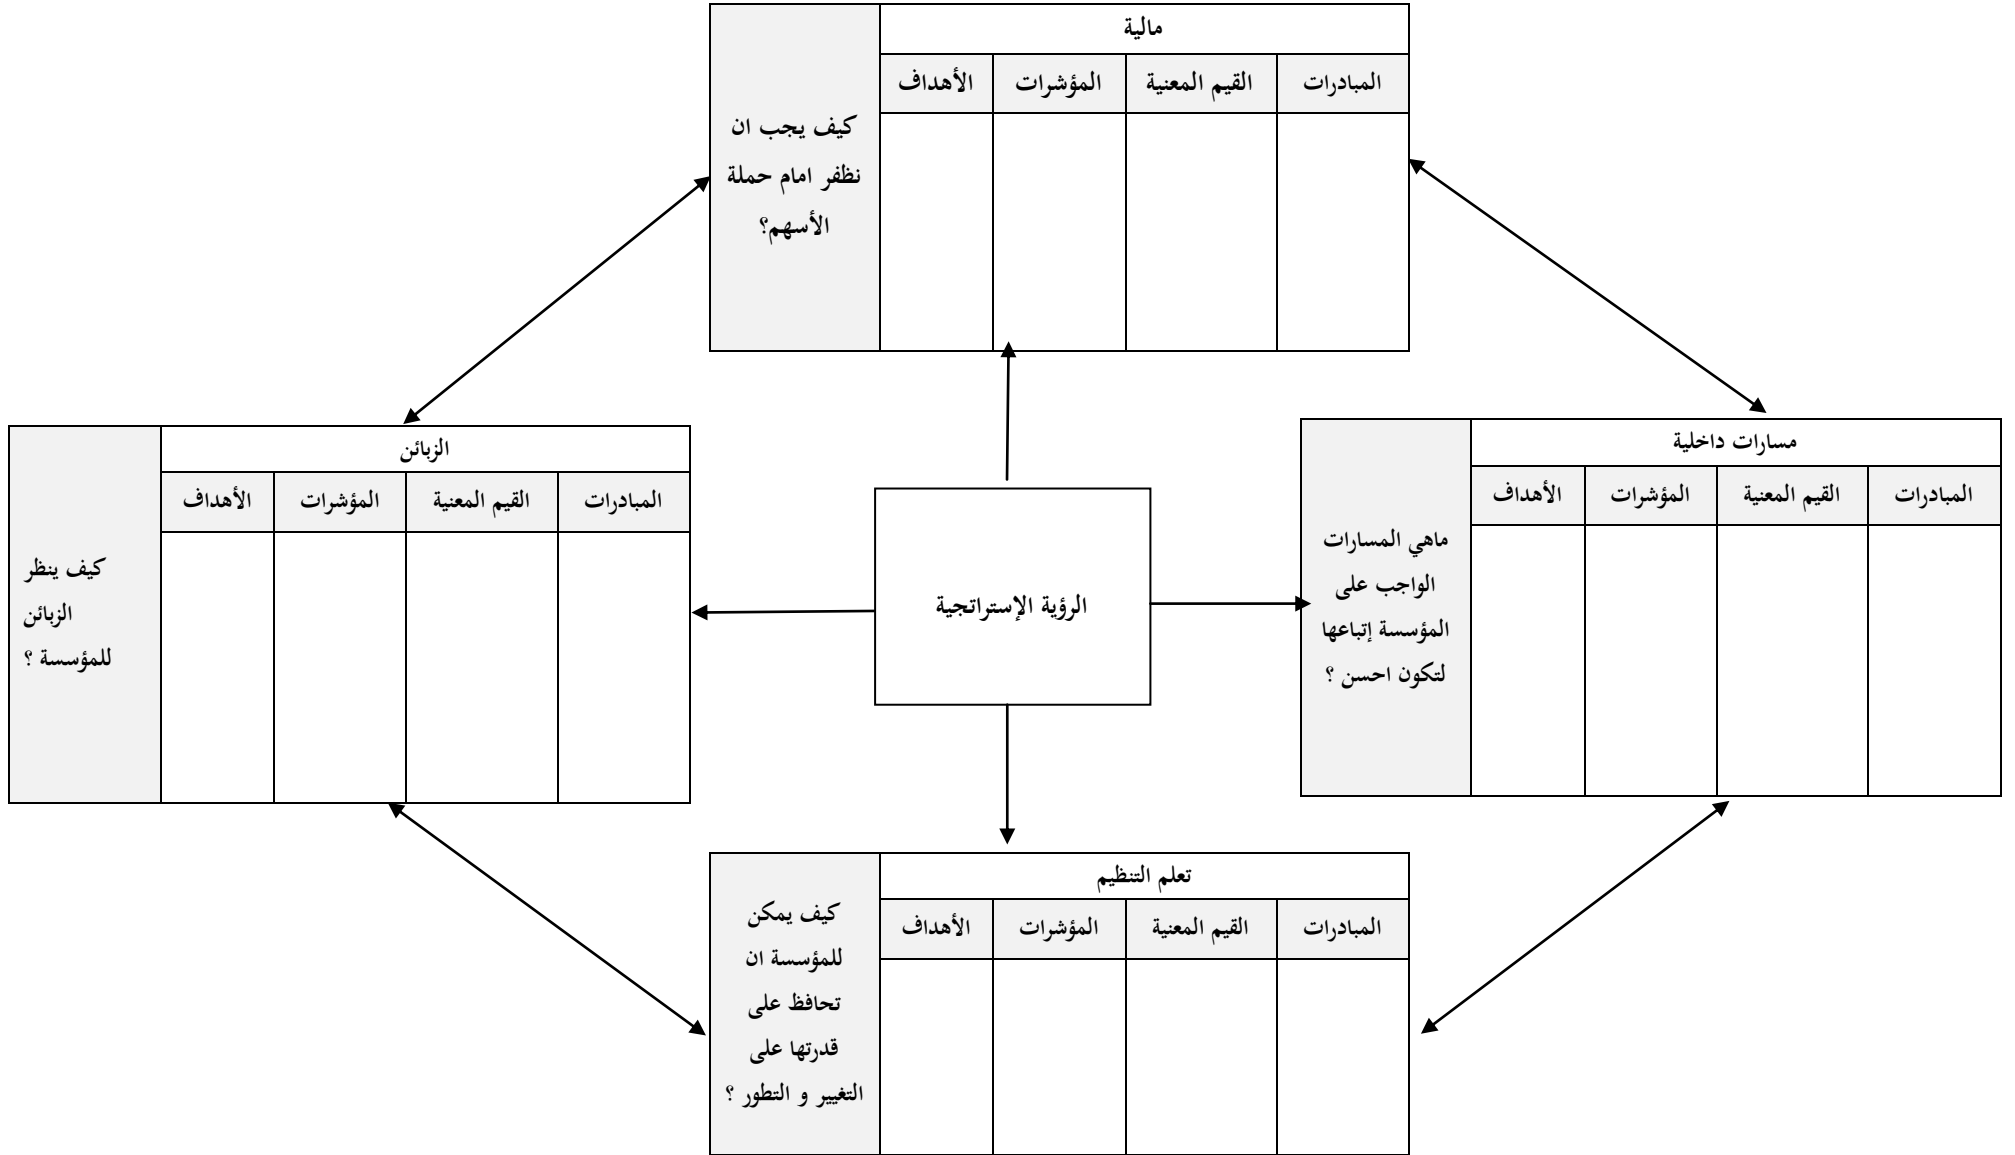 مالية
الأهداف المؤشرات القيم المعنية المبادرات
كيف يجب ان
نظفر امام حملة
الأسهم؟
الزبائن
الأهداف المؤشرات القيم المعنية المبادرات
كيف ينظر
الزبائن
للمؤسسة ؟
الرؤية الإستراتجية
مسارات داخلية
الأهداف المؤشرات القيم المعنية المبادرات
ماهي المسارات
الواجب على
المؤسسة إتباعها
لتكون احسن ؟
تعلم التنظيم
الأهداف المؤشرات القيم المعنية المبادرات
كيف يمكن
للمؤسسة ان
تحافظ على
قدرتها على
التغيير و التطور ؟